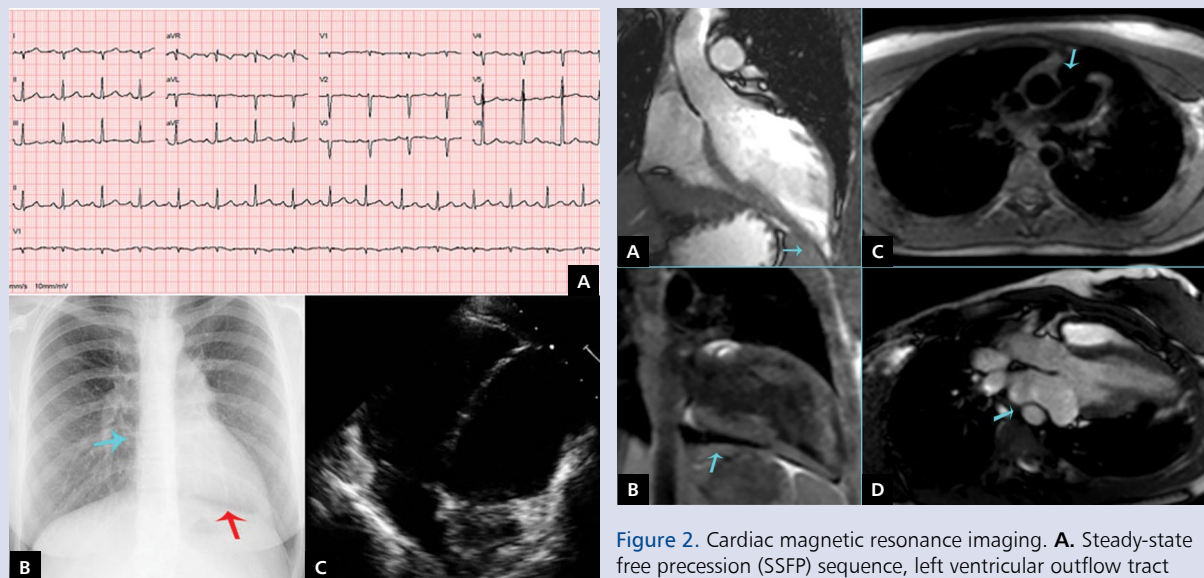 I
aVR
V1
V4
II
aVL
V2
V5
III
aVF
V3
V6
II
V1
mm/s 10mm/mV
A
B
C
A
C
B
D
Figure 2. Cardiac magnetic resonance imaging. A. Steady-state
free precession (SSFP) sequence, left ventricular outflow tract